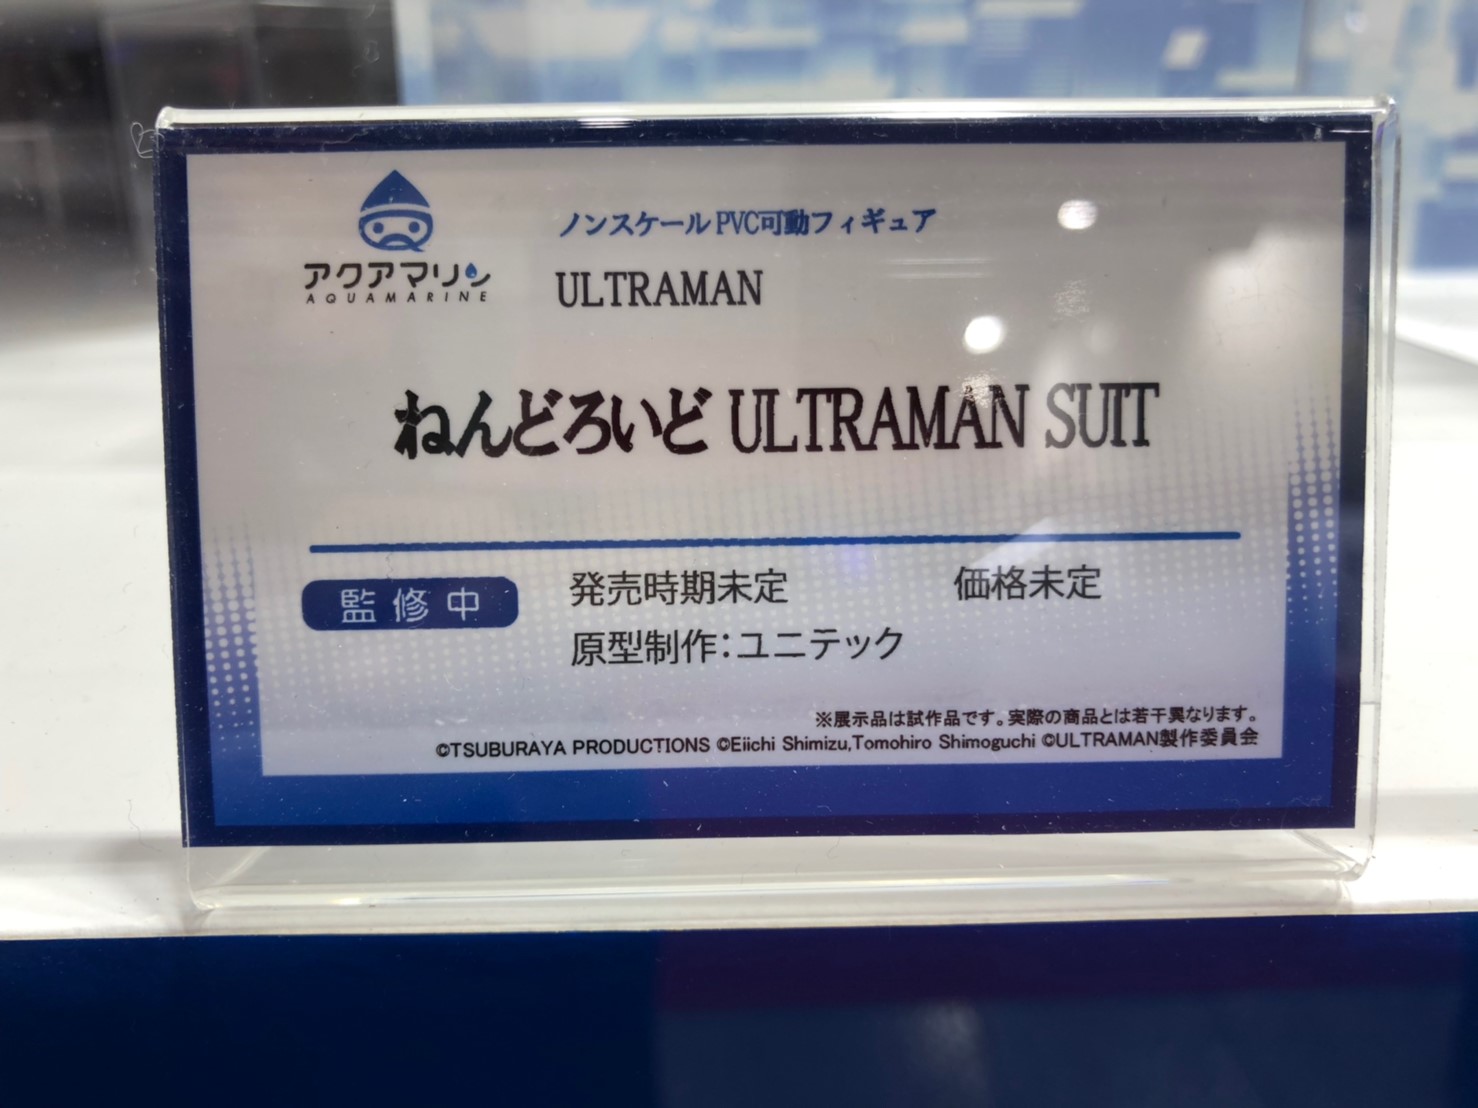 アクアマリン
AQUAMARINE
ノンスケールPVC可動フィギュア
ULTRAMAN
ねんどろいど ULTRAMAN SUIT
監修中
発売時期未定 価格未定
原型制作:ユニテック
※展示品は試作品です。実際の商品とは若干異なります。
©TSUBURAYA PRODUCTIONS ©Eiichi Shimizu,Tomohiro Shimoguchi ©ULTRAMAN製作委員会